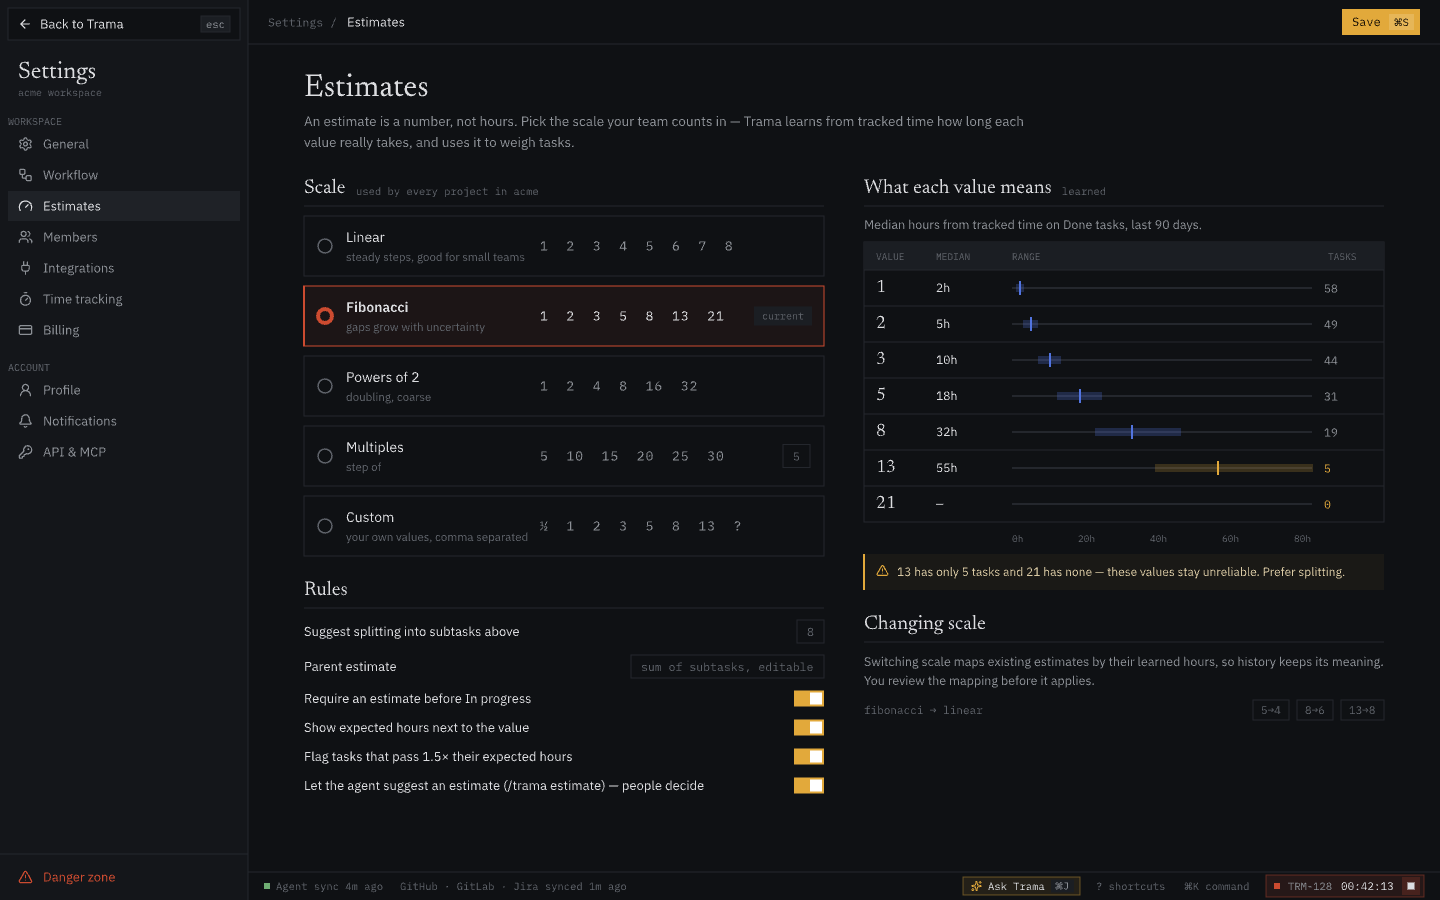 Back to Trama esc
Settings
acme workspace
WORKSPACE
General
Workflow
Estimates
Members
Integrations
Time tracking
Billing
ACCOUNT
Profile
Notifications
API & MCP
Danger zone
Settings / Estimates
Save ⌘S
Estimates
An estimate is a number, not hours. Pick the scale your team counts in — Trama learns from tracked time how long each
value really takes, and uses it to weigh tasks.
Scale used by every project in acme
Linear
steady steps, good for small teams
1 2 3 4 5 6 7 8
Fibonacci
gaps grow with uncertainty
1 2 3 5 8 13 21
current
Powers of 2
doubling, coarse
1 2 4 8 16 32
Multiples
step of
5 10 15 20 25 30
5
Custom
your own values, comma separated
½ 1 2 3 5 8 13 ?
Rules
Suggest splitting into subtasks above 8
Parent estimate sum of subtasks, editable
Require an estimate before In progress
Show expected hours next to the value
Flag tasks that pass 1.5× their expected hours
Let the agent suggest an estimate (/trama estimate) — people decide
What each value means learned
Median hours from tracked time on Done tasks, last 90 days.
VALUE MEDIAN RANGE TASKS
1 2h 58
2 5h 49
3 10h 44
5 18h 31
8 32h 19
13 55h 5
21 — 0
0h 20h 40h 60h 80h
13 has only 5 tasks and 21 has none — these values stay unreliable. Prefer splitting.
Changing scale
Switching scale maps existing estimates by their learned hours, so history keeps its meaning.
You review the mapping before it applies.
fibonacci → linear 5→4 8→6 13→8
Agent sync 4m ago GitHub · GitLab · Jira synced 1m ago
Ask Trama ⌘J ? shortcuts ⌘K command TRM-128 00:42:13